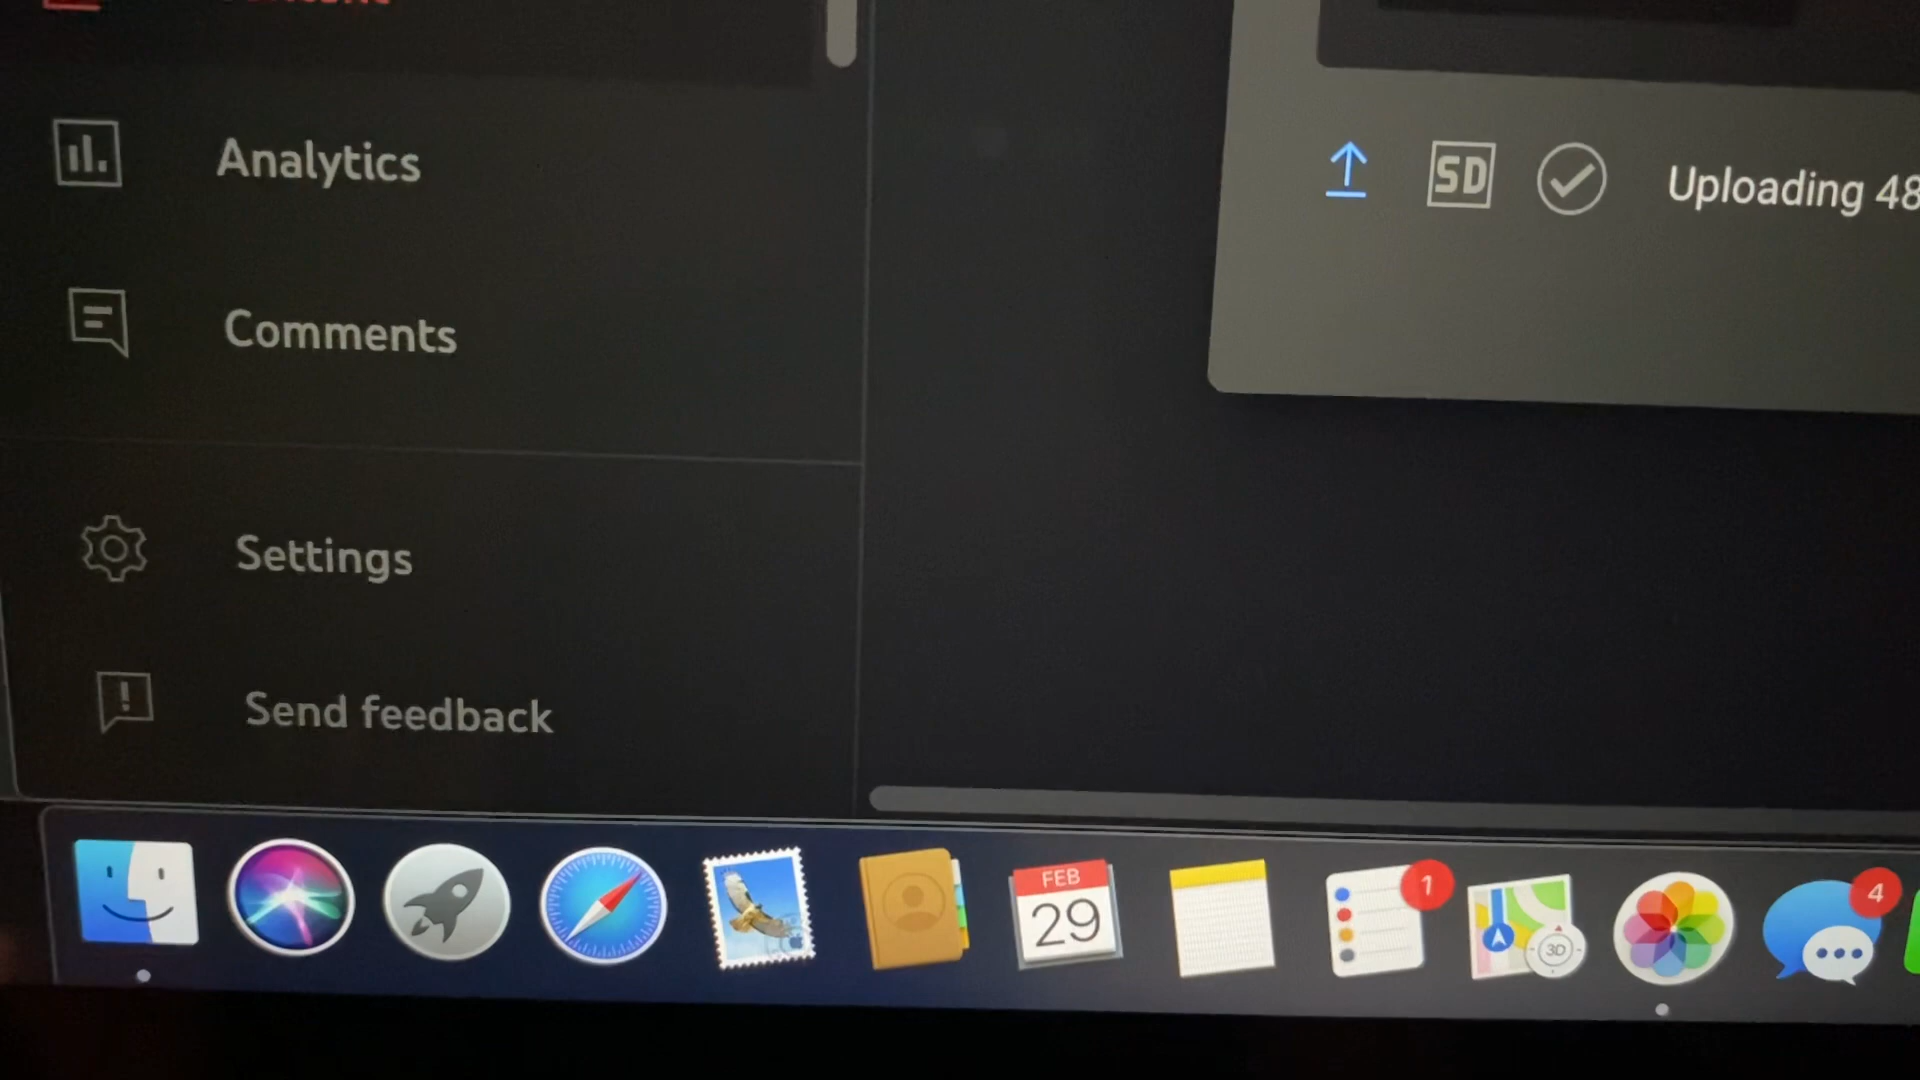 Analytics
SD
Uploading 48
Comments
Settings
Send feedback
FEB
29
1
3D
4